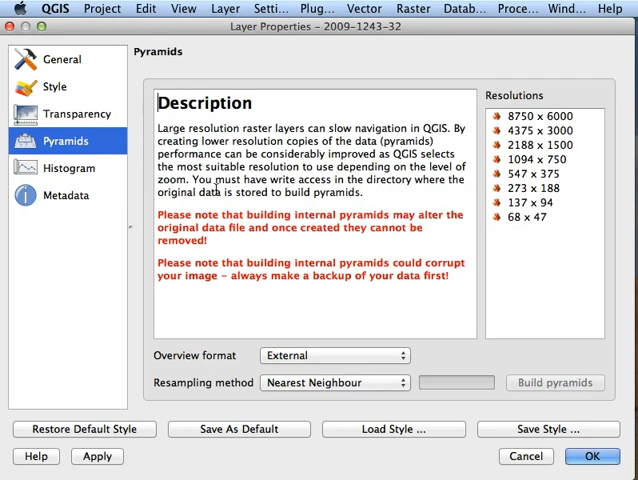 QGIS Project Edit View Layer Setti... Plug... Vector Raster Datab... Proce... Wind... Help
Layer Properties - 2009-1243-32
General
Style
Transparency
Pyramids
Histogram
Metadata
Pyramids
Description
Large resolution raster layers can slow navigation in QGIS. By
creating lower resolution copies of the data (pyramids)
performance can be considerably improved as QGIS selects
the most suitable resolution to use depending on the level of
zoom. You must have write access in the directory where the
original data is stored to build pyramids.
Please note that building internal pyramids may alter the
original data file and once created they cannot be
removed!
Please note that building internal pyramids could corrupt
your image - always make a backup of your data first!
Resolutions
8750 x 6000
4375 x 3000
2188 x 1500
1094 x 750
547 x 375
273 x 188
137 x 94
68 x 47
Overview format External
Resampling method Nearest Neighbour Build pyramids
Restore Default Style Save As Default Load Style ... Save Style ...
Help Apply Cancel OK